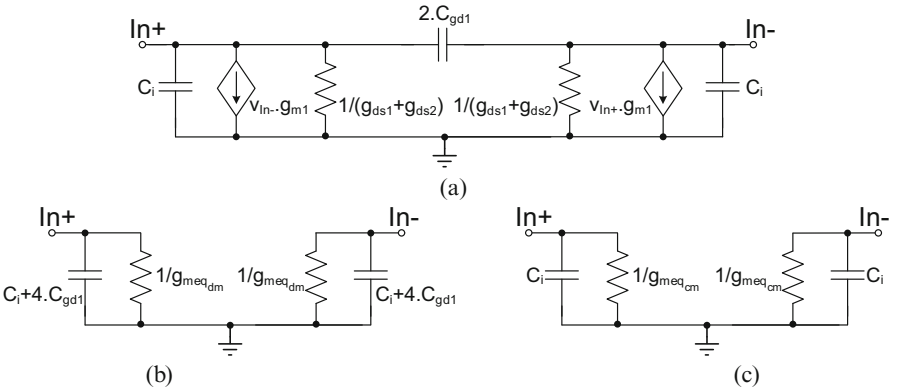 2.C_gd1
In+ In-
C_i v_In-.g_m1 1/(g_ds1+g_ds2) 1/(g_ds1+g_ds2) v_In+.g_m1 C_i
(a)
In+ In- In+ In-
C_i+4.C_gd1 1/g_meq_dm 1/g_meq_dm C_i+4.C_gd1 C_i 1/g_meq_cm 1/g_meq_cm C_i
(b) (c)